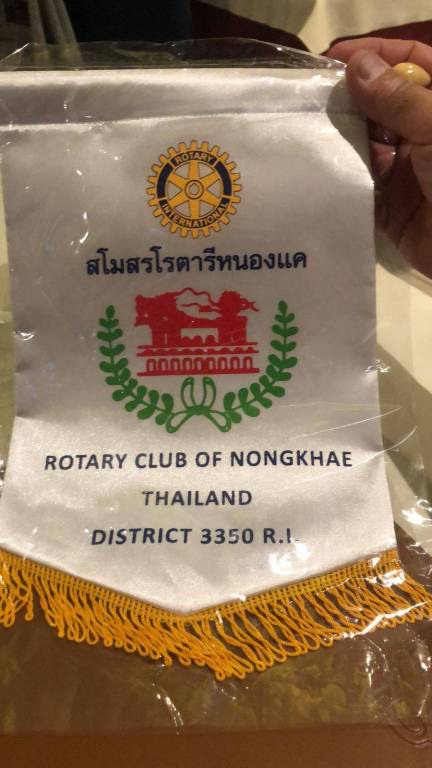 ROTARY
INTERNATIONAL
สโมสรโรตารีหนองแค
ROTARY CLUB OF NONGKHAE
THAILAND
DISTRICT 3350 R.I.